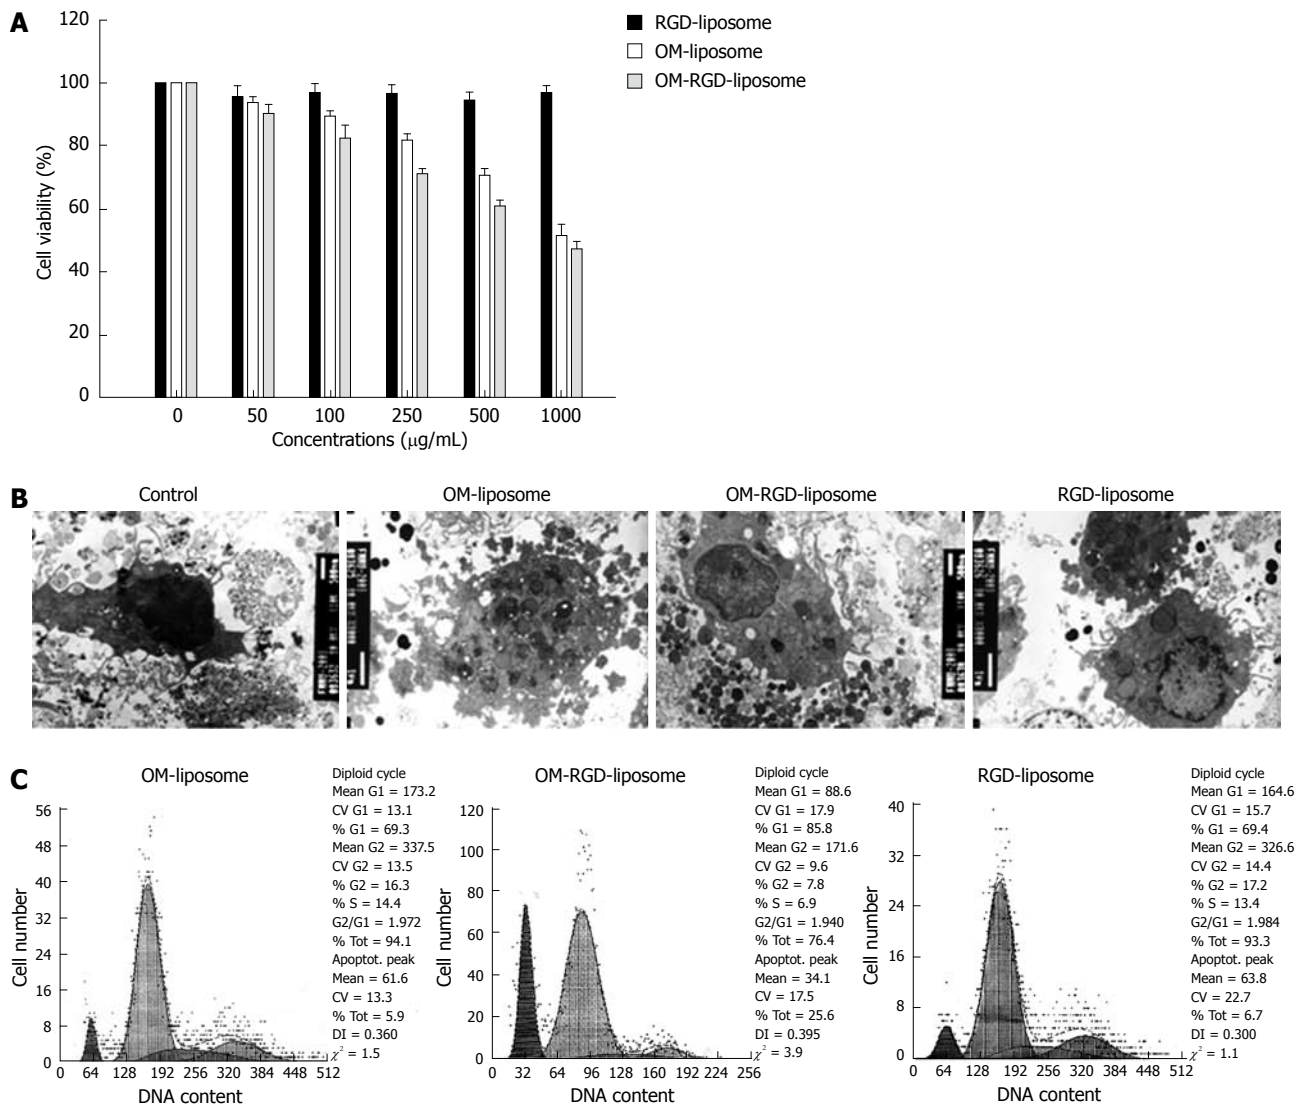 A
120
100
80
60
40
20
0
Cell viability (%)
0 50 100 250 500 1000
Concentrations (μg/mL)
RGD-liposome
OM-liposome
OM-RGD-liposome
B
Control OM-liposome OM-RGD-liposome RGD-liposome
C
OM-liposome
56
48
40
32
24
16
8
0
Cell number
0 64 128 192 256 320 384 448 512
DNA content
Diploid cycle
Mean G1 = 173.2
CV G1 = 13.1
% G1 = 69.3
Mean G2 = 337.5
CV G2 = 13.5
% G2 = 16.3
% S = 14.4
G2/G1 = 1.972
% Tot = 94.1
Apoptot. peak
Mean = 61.6
CV = 13.3
% Tot = 5.9
DI = 0.360
χ² = 1.5
OM-RGD-liposome
120
100
80
60
40
20
0
Cell number
0 32 64 96 128 160 192 224 256
DNA content
Diploid cycle
Mean G1 = 88.6
CV G1 = 17.9
% G1 = 85.8
Mean G2 = 171.6
CV G2 = 9.6
% G2 = 7.8
% S = 6.9
G2/G1 = 1.940
% Tot = 76.4
Apoptot. peak
Mean = 34.1
CV = 17.5
% Tot = 25.6
DI = 0.395
χ² = 3.9
RGD-liposome
40
32
24
16
8
0
Cell number
0 64 128 192 256 320 384 448 512
DNA content
Diploid cycle
Mean G1 = 164.6
CV G1 = 15.7
% G1 = 69.4
Mean G2 = 326.6
CV G2 = 14.4
% G2 = 17.2
% S = 13.4
G2/G1 = 1.984
% Tot = 93.3
Apoptot. peak
Mean = 63.8
CV = 22.7
% Tot = 6.7
DI = 0.300
χ² = 1.1